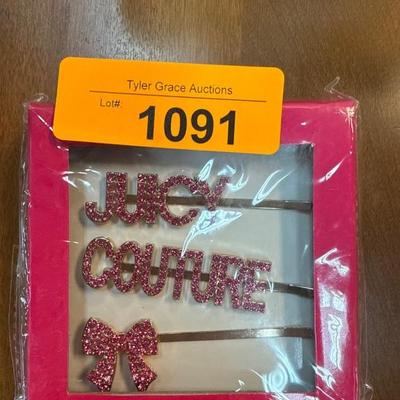 Tyler Grace Auctions
Lot#: 1091
JUICY
COUTURE